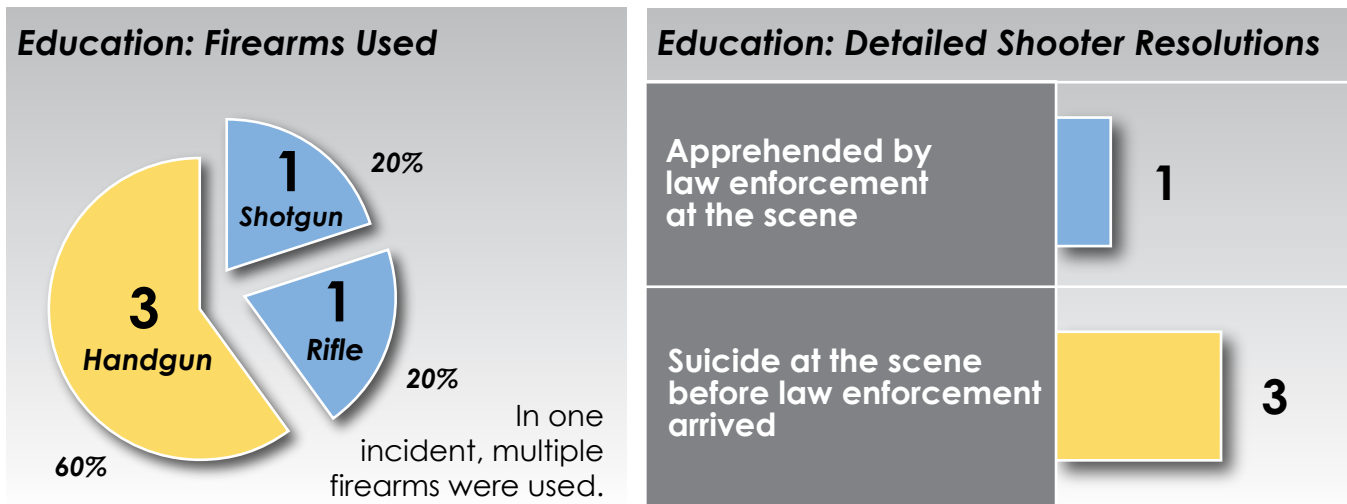 Education: Firearms Used
1
Shotgun
20%
3
Handgun
1
Rifle
20%
60%
In one
incident, multiple
firearms were used.
Education: Detailed Shooter Resolutions
Apprehended by
law enforcement
at the scene
1
Suicide at the scene
before law enforcement
arrived
3